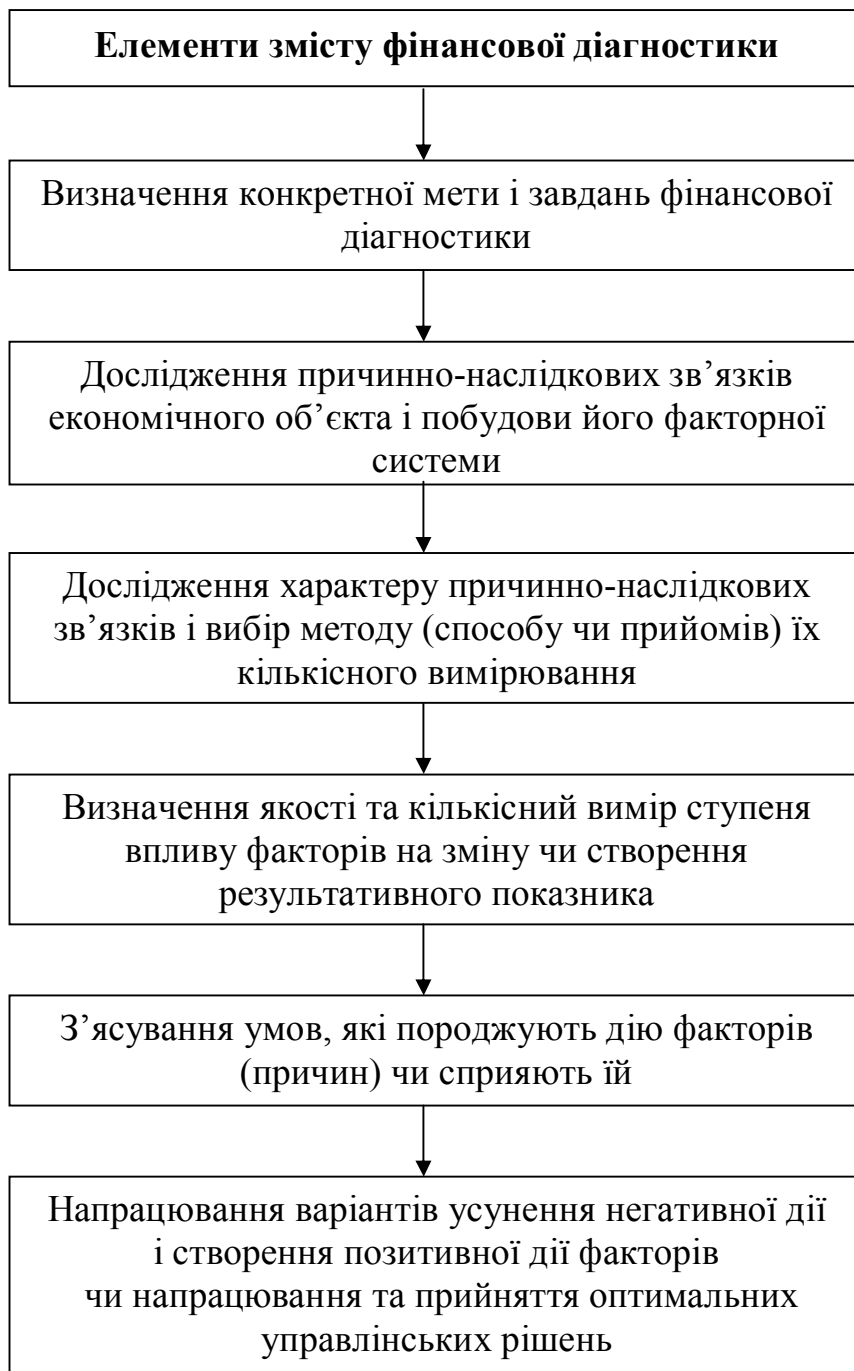 Елементи змісту фінансової діагностики
Визначення конкретної мети і завдань фінансової
діагностики
Дослідження причинно-наслідкових зв’язків
економічного об’єкта і побудови його факторної
системи
Дослідження характеру причинно-наслідкових
зв’язків і вибір методу (способу чи прийомів) їх
кількісного вимірювання
Визначення якості та кількісний вимір ступеня
впливу факторів на зміну чи створення
результативного показника
З’ясування умов, які породжують дію факторів
(причин) чи сприяють їй
Напрацювання варіантів усунення негативної дії
і створення позитивної дії факторів
чи напрацювання та прийняття оптимальних
управлінських рішень